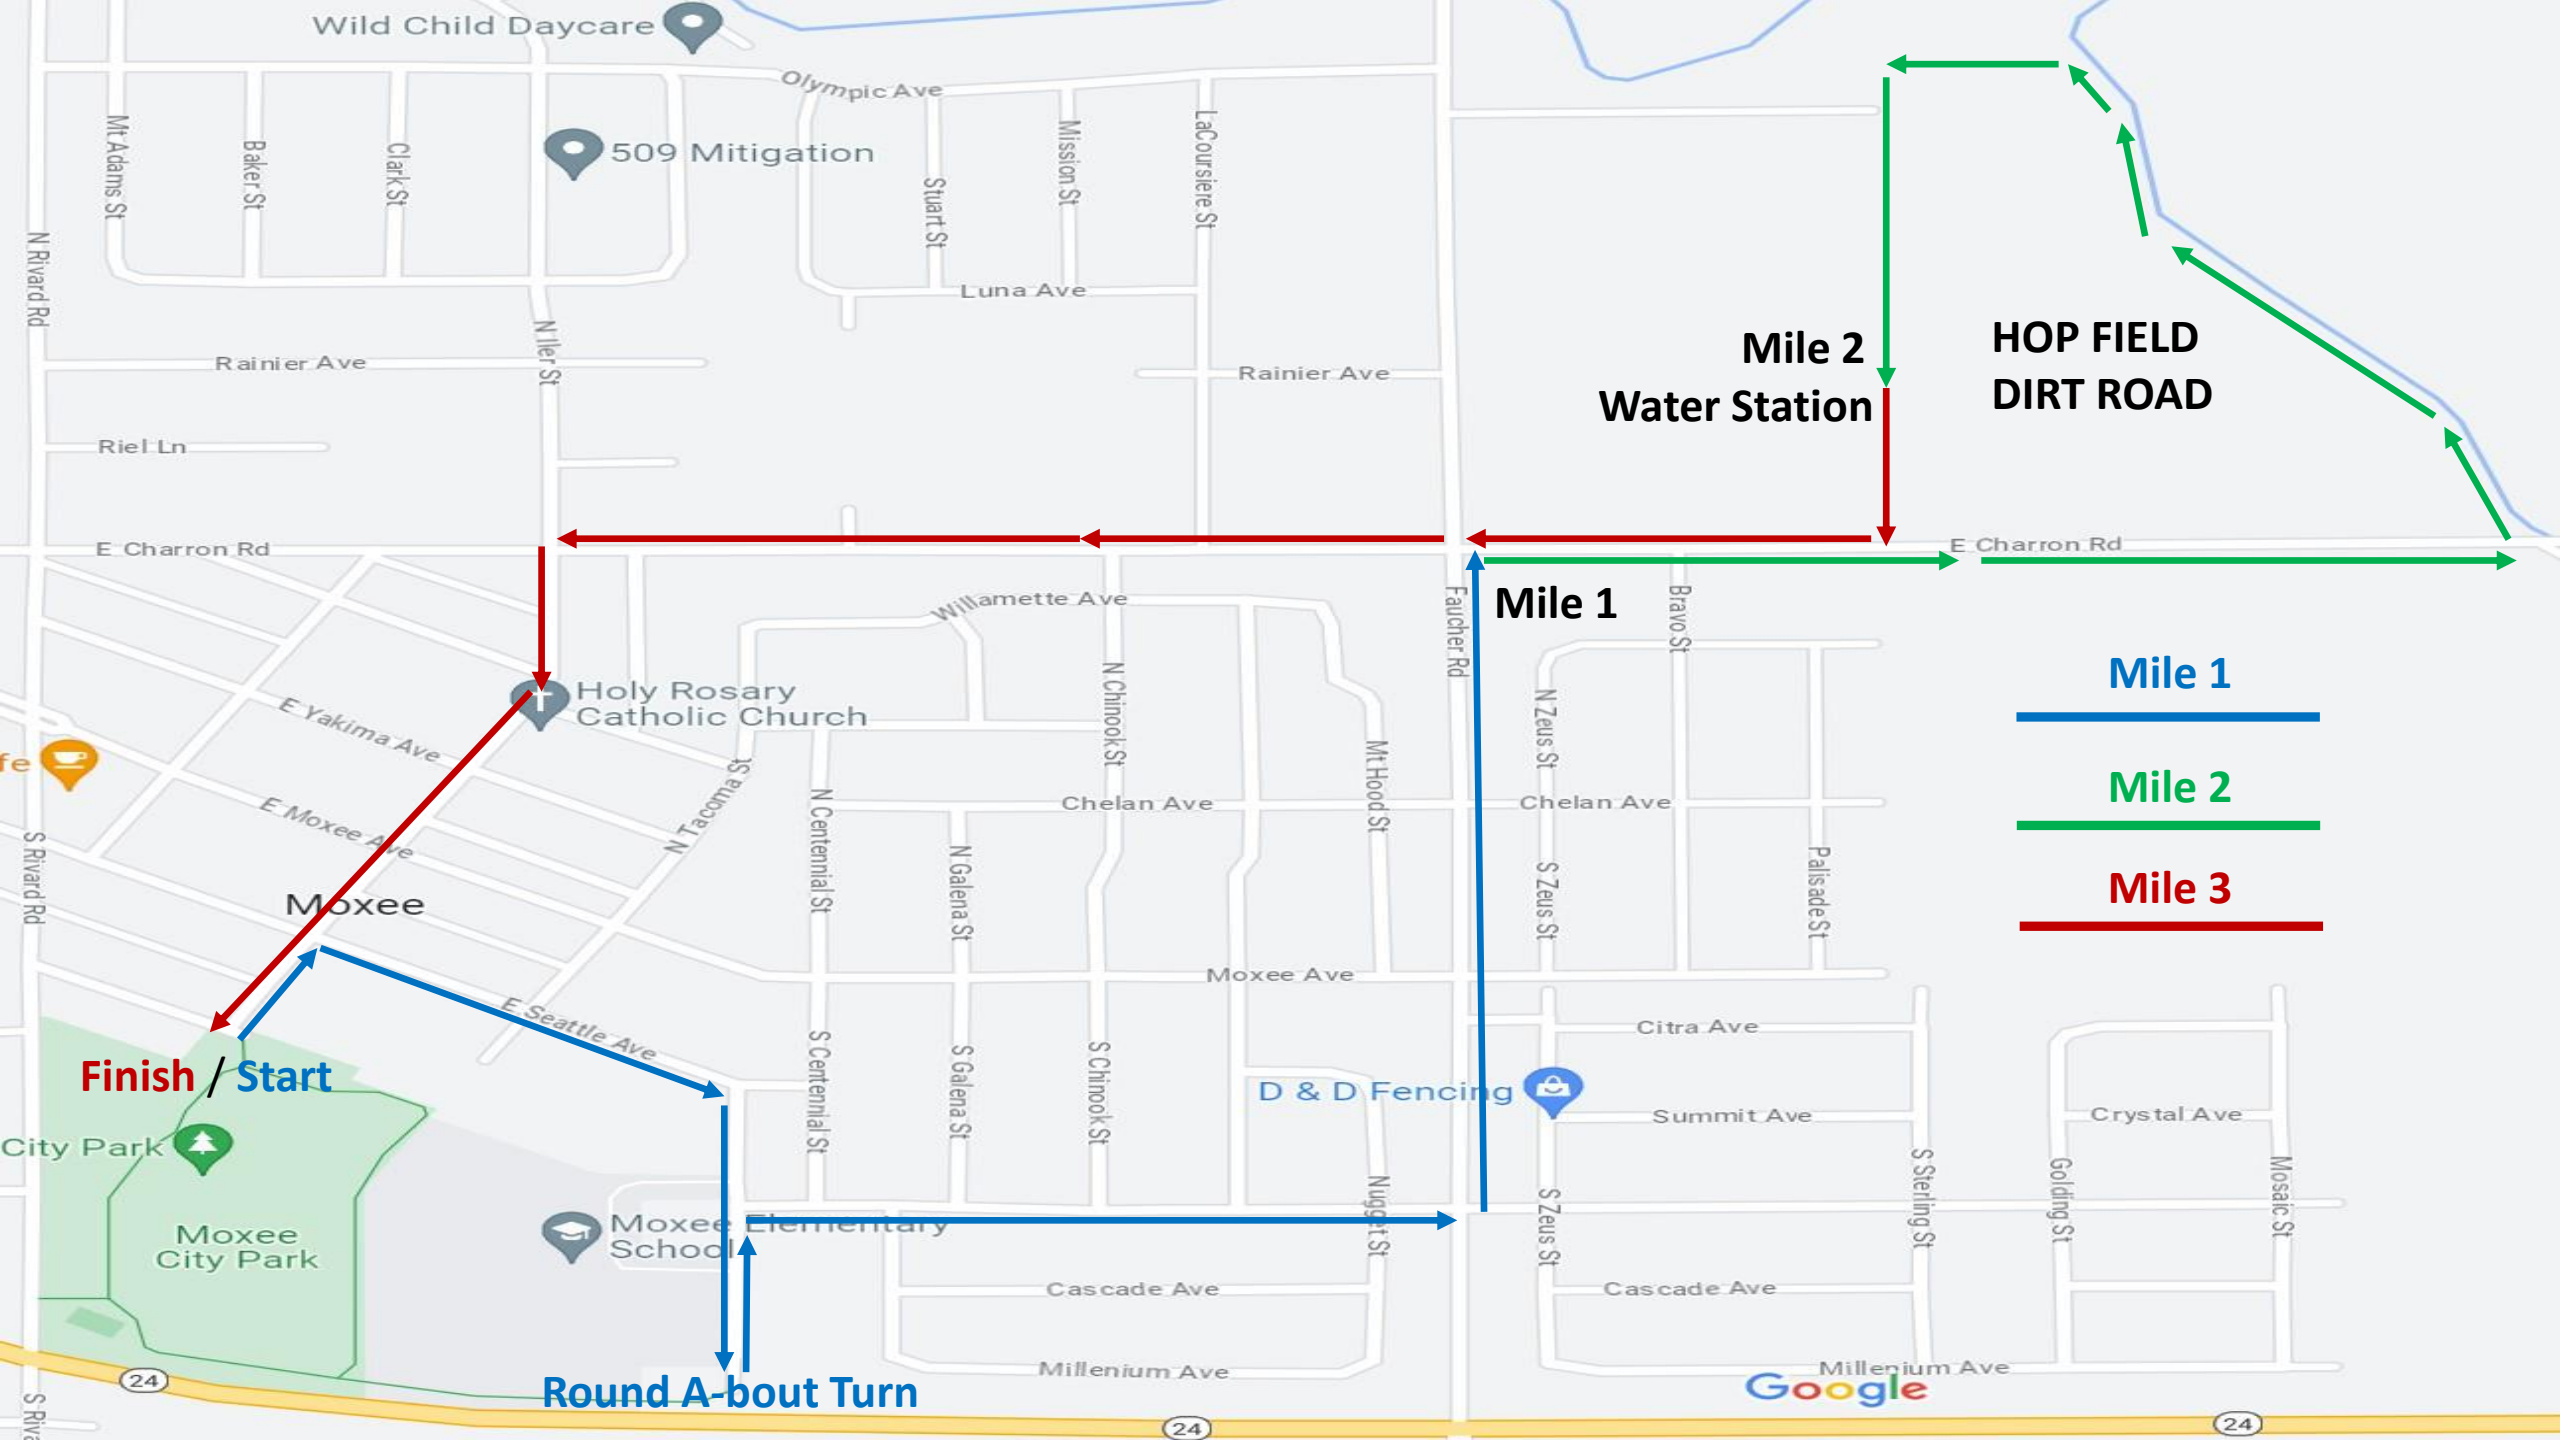 Wild Child Daycare
Olympic Ave
509 Mitigation
Mt Adams St
Baker St
Clark St
Stuart St
Mission St
LaCoursiere St
N Rivard Rd
Luna Ave
N Iler St
Rainier Ave
Rainier Ave
Riel Ln
Mile 2
Water Station
HOP FIELD
DIRT ROAD
E Charron Rd
E Charron Rd
Mile 1
Willamette Ave
Faucher Rd
Bravo St
Holy Rosary
Catholic Church
N Chinook St
N Zeus St
Mile 1
E Yakima Ave
fe
N Tacoma St
Mt Hood St
Mile 2
Chelan Ave
Chelan Ave
E Moxee Ave
N Centennial St
N Galena St
S Zeus St
Palisade St
S Rivard Rd
Mile 3
Moxee
Moxee Ave
E Seattle Ave
Citra Ave
Finish / Start
S Centennial St
S Galena St
S Chinook St
D & D Fencing
Summit Ave
Crystal Ave
City Park
Moxee
City Park
Moxee Elementary
School
Nugget St
S Zeus St
S Sterling St
Golding St
Mosaic St
Cascade Ave
Cascade Ave
Millenium Ave
Millenium Ave
Round A-bout Turn
Google
24
24
24
S Riva